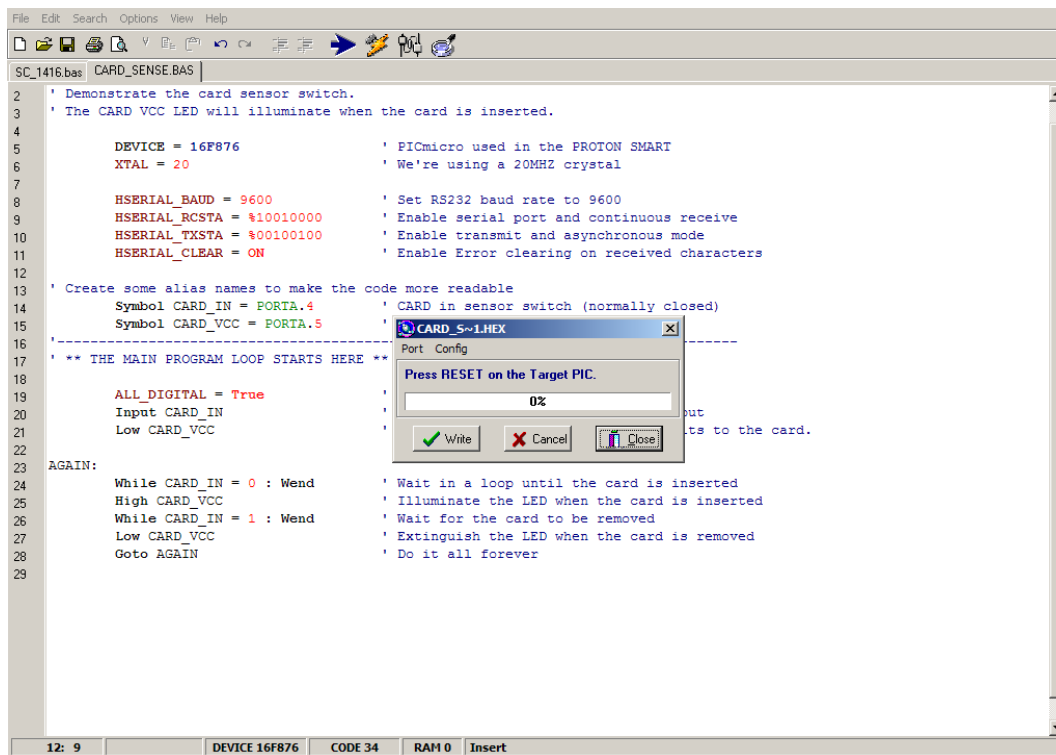 File Edit Search Options View Help
SC_1416.bas CARD_SENSE.BAS
2 ' Demonstrate the card sensor switch.
3 ' The CARD VCC LED will illuminate when the card is inserted.
4
5 DEVICE = 16F876 ' PICmicro used in the PROTON SMART
6 XTAL = 20 ' We're using a 20MHZ crystal
7
8 HSERIAL_BAUD = 9600 ' Set RS232 baud rate to 9600
9 HSERIAL_RCSTA = %10010000 ' Enable serial port and continuous receive
10 HSERIAL_TXSTA = %00100100 ' Enable transmit and asynchronous mode
11 HSERIAL_CLEAR = ON ' Enable Error clearing on received characters
12
13 ' Create some alias names to make the code more readable
14 Symbol CARD_IN = PORTA.4 ' CARD in sensor switch (normally closed)
15 Symbol CARD_VCC = PORTA.5 '
16 '--------------------------------------------------------------------------------
17 ' ** THE MAIN PROGRAM LOOP STARTS HERE **
18
19 ALL_DIGITAL = True '
20 Input CARD_IN '
21 Low CARD_VCC ' to the card.
22
23 AGAIN:
24 While CARD_IN = 0 : Wend ' Wait in a loop until the card is inserted
25 High CARD_VCC ' Illuminate the LED when the card is inserted
26 While CARD_IN = 1 : Wend ' Wait for the card to be removed
27 Low CARD_VCC ' Extinguish the LED when the card is removed
28 Goto AGAIN ' Do it all forever
29
CARD_S~1.HEX
Port Config
Press RESET on the Target PIC.
0%
Write Cancel Close
12: 9 DEVICE 16F876 CODE 34 RAM 0 Insert